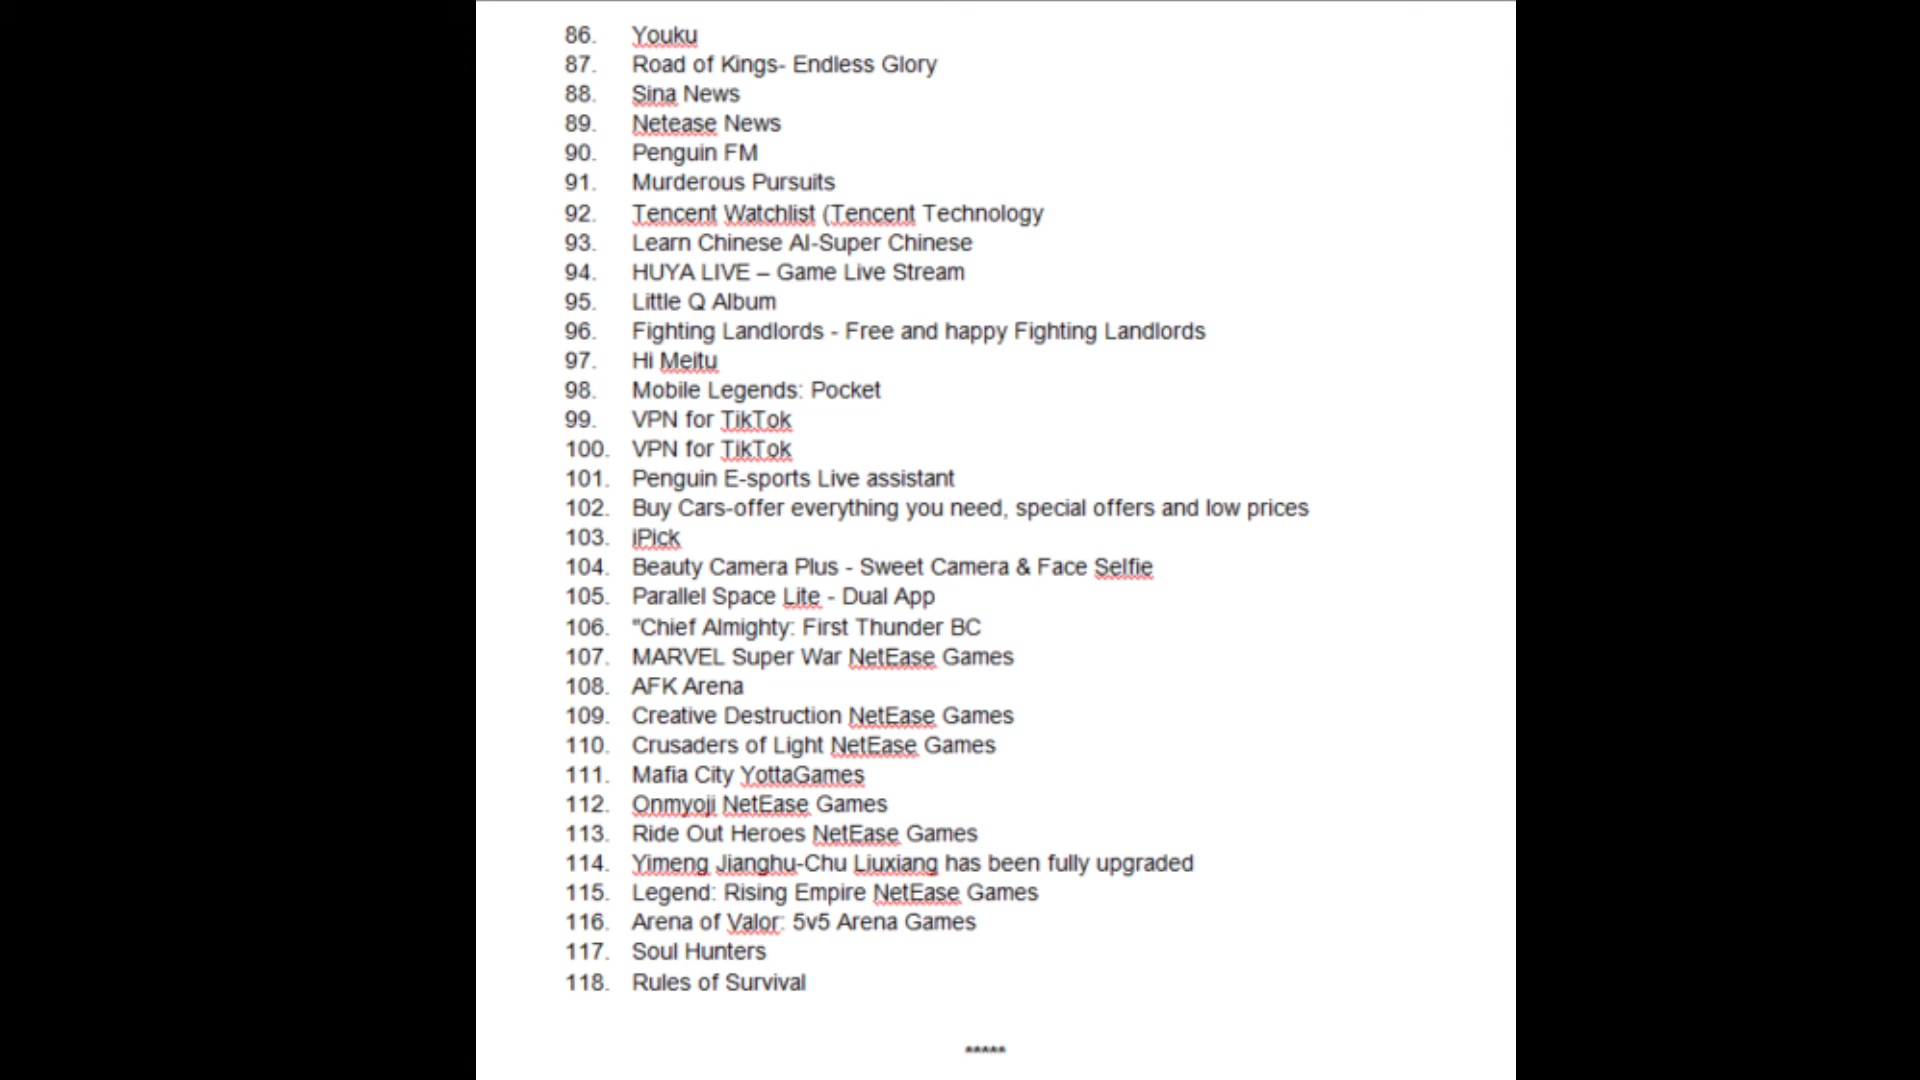 86. Youku
87. Road of Kings- Endless Glory
88. Sina News
89. Netease News
90. Penguin FM
91. Murderous Pursuits
92. Tencent Watchlist (Tencent Technology
93. Learn Chinese AI-Super Chinese
94. HUYA LIVE – Game Live Stream
95. Little Q Album
96. Fighting Landlords - Free and happy Fighting Landlords
97. Hi Meitu
98. Mobile Legends: Pocket
99. VPN for TikTok
100. VPN for TikTok
101. Penguin E-sports Live assistant
102. Buy Cars-offer everything you need, special offers and low prices
103. iPick
104. Beauty Camera Plus - Sweet Camera & Face Selfie
105. Parallel Space Lite - Dual App
106. "Chief Almighty: First Thunder BC
107. MARVEL Super War NetEase Games
108. AFK Arena
109. Creative Destruction NetEase Games
110. Crusaders of Light NetEase Games
111. Mafia City YottaGames
112. Onmyoji NetEase Games
113. Ride Out Heroes NetEase Games
114. Yimeng Jianghu-Chu Liuxiang has been fully upgraded
115. Legend: Rising Empire NetEase Games
116. Arena of Valor: 5v5 Arena Games
117. Soul Hunters
118. Rules of Survival
*****